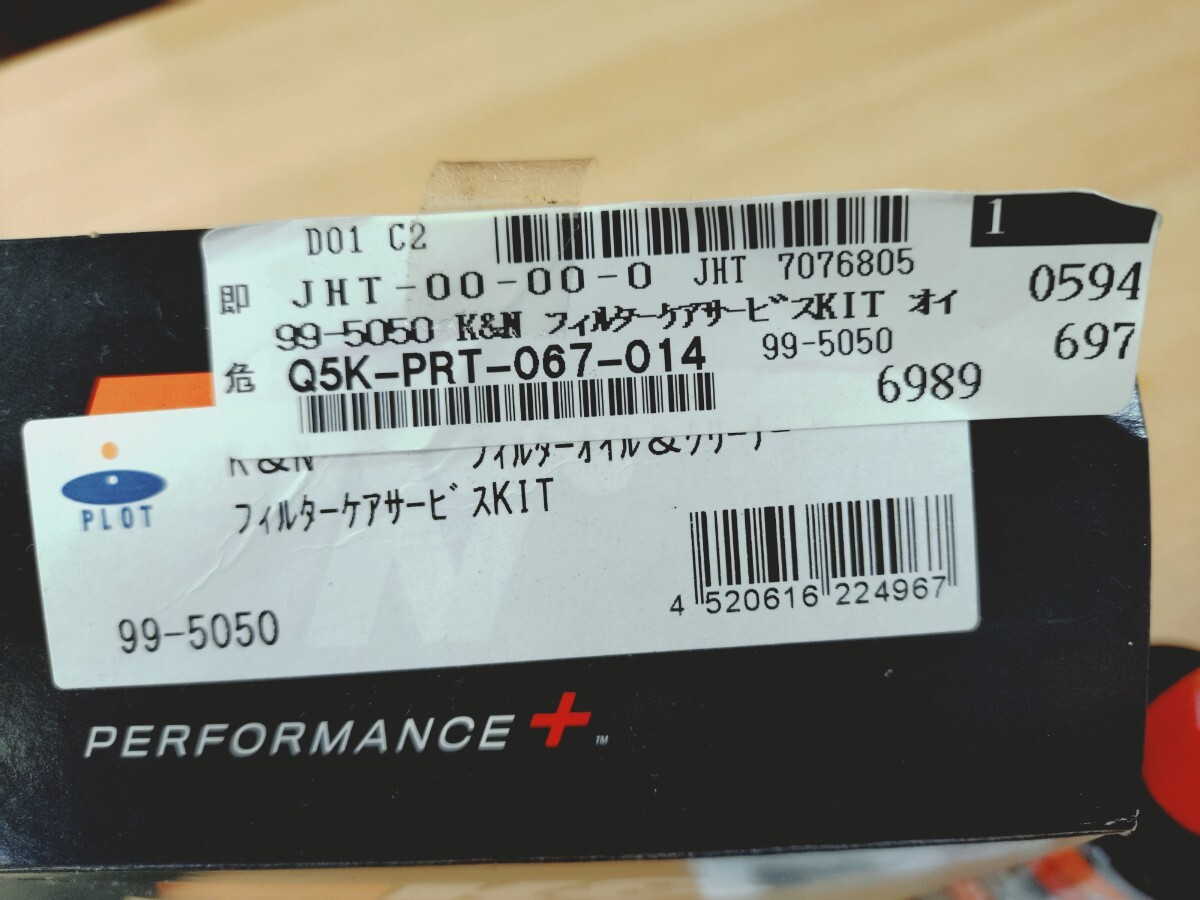 D01 C2
1
即 JHT-00-00-0 JHT 7076805
0594
99-5050 K&N フィルターケアサービスKIT オイ
危 Q5K-PRT-067-014 99-5050
697
6989
K&N フィルターオイル&クリーナー
PLOT
フィルターケアサービスKIT
4 520616 224967
99-5050
PERFORMANCE+™